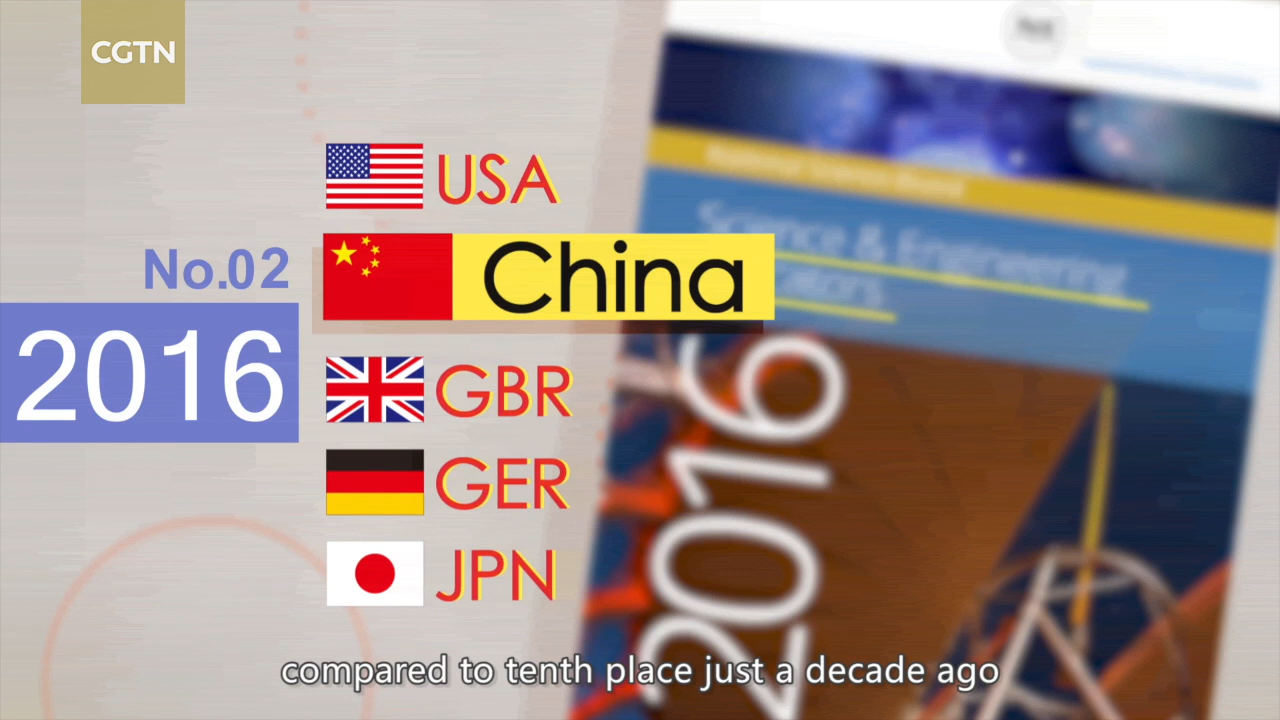 CGTN
USA
No.02
China
2016
GBR
GER
JPN
Science & Engineering
2016
compared to tenth place just a decade ago